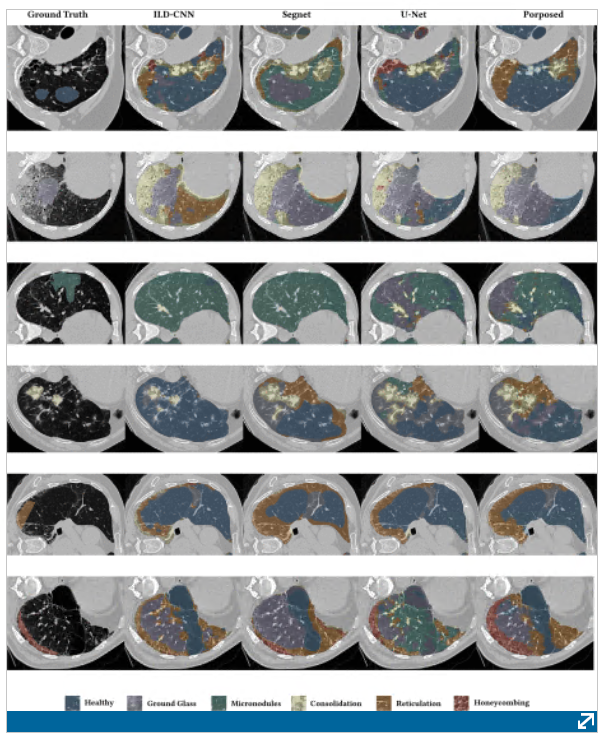 Ground Truth ILD-CNN Segnet U-Net Porposed
Healthy Ground Glass Micronodules Consolidation Reticulation Honeycombing